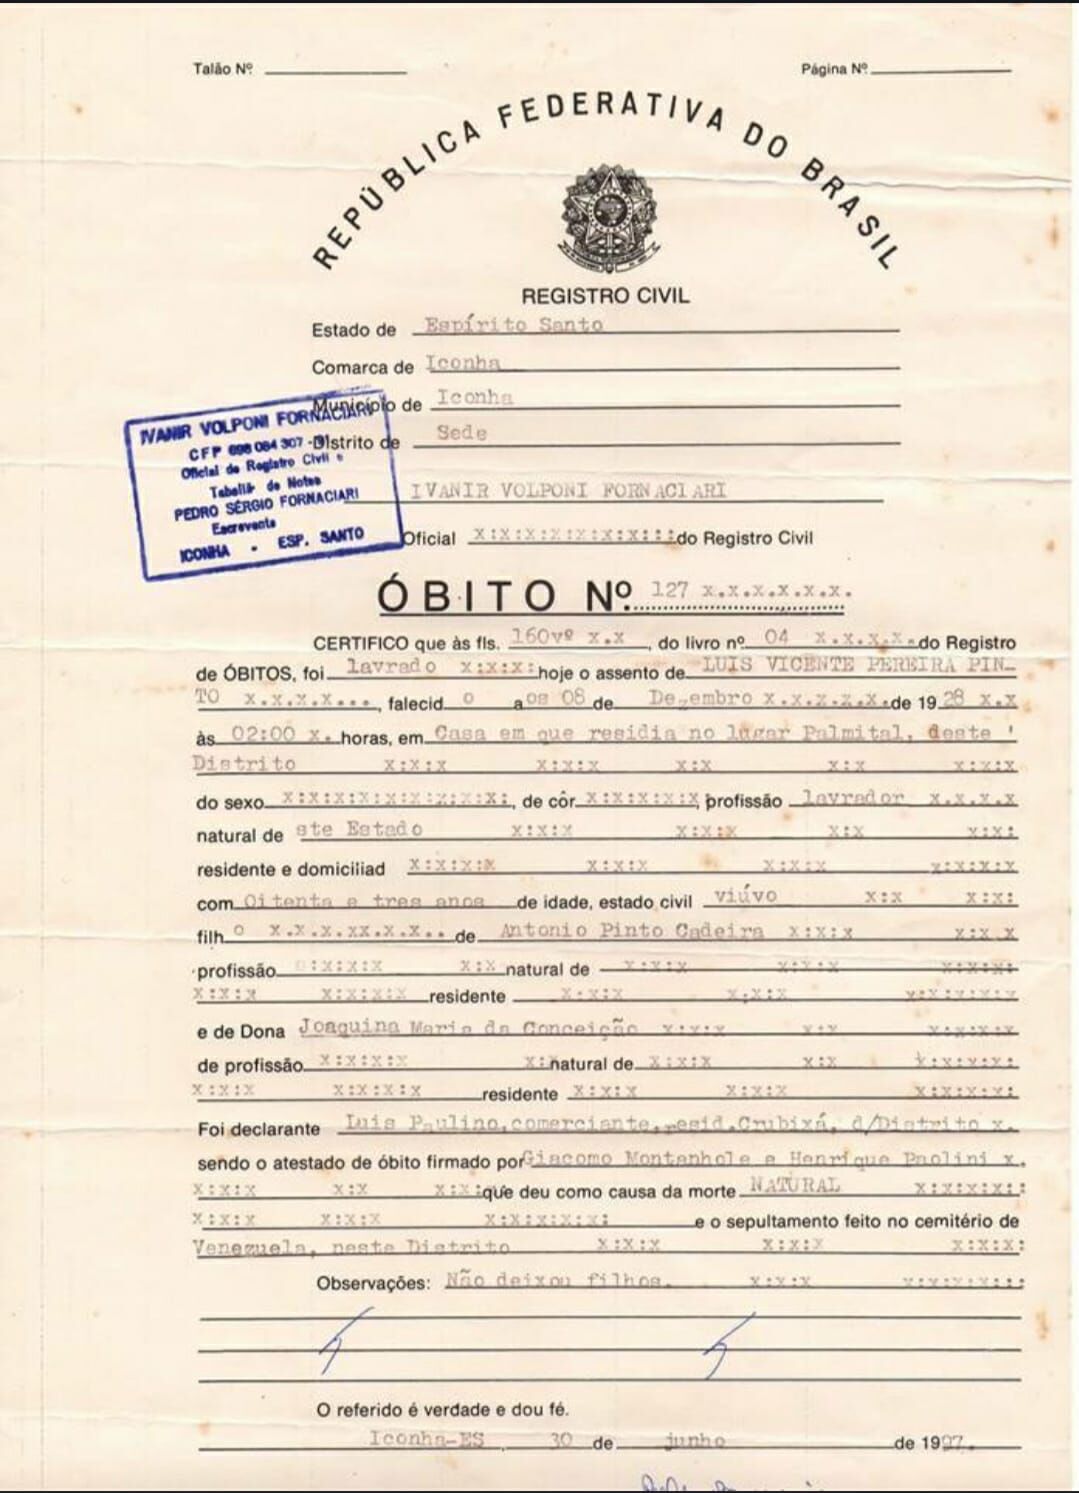 Talão Nº
Página Nº
REPÚBLICA FEDERATIVA DO BRASIL
REGISTRO CIVIL
Estado de Espírito Santo
Comarca de Iconha
Município de Iconha
Distrito de Sede
IVANIR VOLPONI FORNACIARI
CFP 698 084 307 -
Oficial de Registro Civil e
Tabeliã de Notas
PEDRO SÉRGIO FORNACIARI
Escrevente
ICONHA - ESP. SANTO
IVANIR VOLPONI FORNACIARI
Oficial x:x:x:x:x:x:x:::: do Registro Civil
ÓBITO Nº. 127 x.x.x.x.x.x.
CERTIFICO que às fls. 160vº x.x , do livro nº 04 x.x.x.x. do Registro
de ÓBITOS, foi lavrado x:x:x: hoje o assento de LUIS VICENTE PEREIRA PIN_
TO x.x.x.x..., falecid o aos 08 de Dezembro x.x.x.x.x. de 1928 x.x
às 02:00 x. horas, em Casa em que residia no lugar Palmital, deste '
Distrito x:x:x x:x:x x:x x:x x:x:x
do sexo x:x:x:x:x:x:x:x:x:, de côr x:x:x:x:x, profissão lavrador x.x.x.x
natural de ste Estado x:x:x x:x:x x:x x:x:
residente e domiciliad x:x:x:x x:x:x x:x:x x:x:x:x
com Oitenta e tres anos de idade, estado civil viúvo x:x x:x:
filh o x.x.x.xx.x.x.. de Antonio Pinto Cadeira x:x:x x:x x
profissão :x:x:x x:x natural de x:x:x x:x:x x:x:x:
x:x:x x:x:x:x residente x:x:x x:x:x x:x:x:x:x
e de Dona Joaquina Maria da Conceição x:x:x x:x x:x:x:x
de profissão x:x:x:x x: natural de x:x:x x:x x:x:x:x:
x:x:x x:x:x:x residente x:x:x x:x:x x:x:x:x:
Foi declarante Luis Paulino, comerciante, resid. Crubixá, d/Distrito x.
sendo o atestado de óbito firmado por Giacomo Montanhole e Henrique Paolini x.
x:x:x x:x x:x: que deu como causa da morte NATURAL x:x:x:x:
x:x:x x:x:x x:x:x:x:x: e o sepultamento feito no cemitério de
Venezuela, neste Distrito x:x:x x:x:x x:x:x:
Observações: Não deixou filhos. x:x:x x:x:x:x:::
O referido é verdade e dou fé.
Iconha-ES, 30 de junho de 1997.